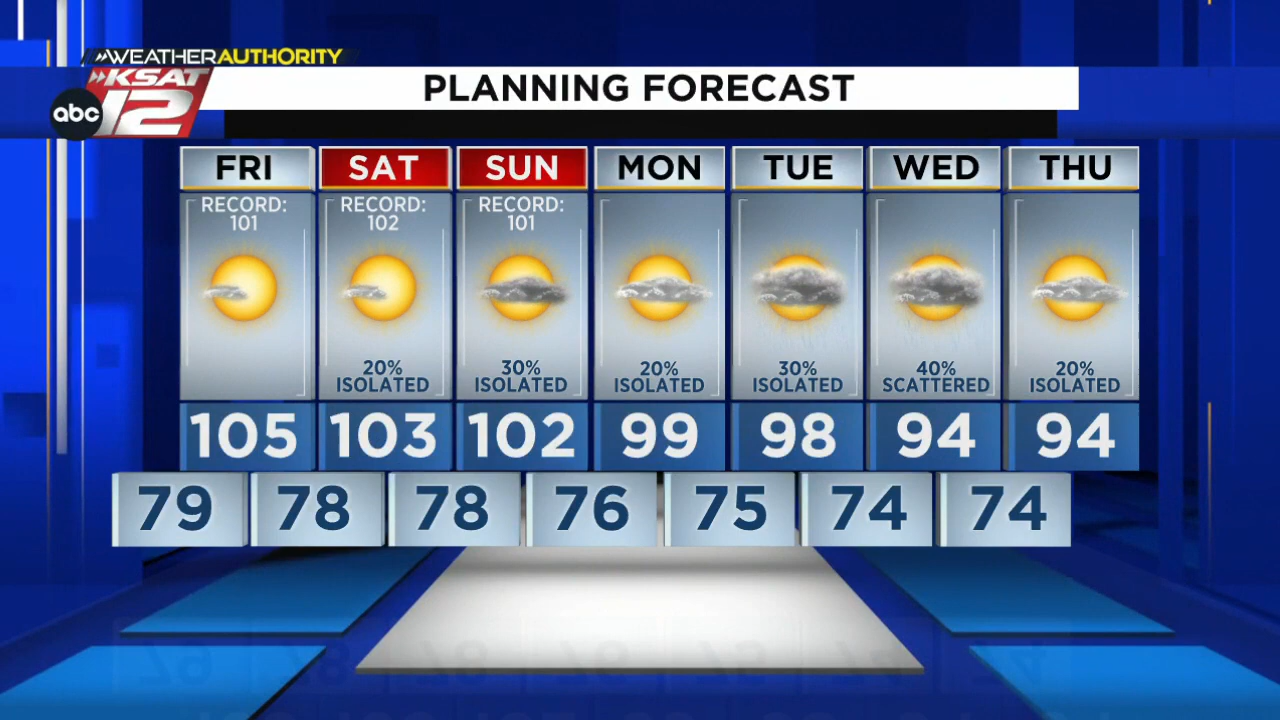 WEATHERAUTHORITY
KSAT
abc 12
PLANNING FORECAST
FRI SAT SUN MON TUE WED THU
RECORD: RECORD: RECORD:
101 102 101
20% 30% 20% 30% 40% 20%
ISOLATED ISOLATED ISOLATED ISOLATED SCATTERED ISOLATED
105 103 102 99 98 94 94
79 78 78 76 75 74 74